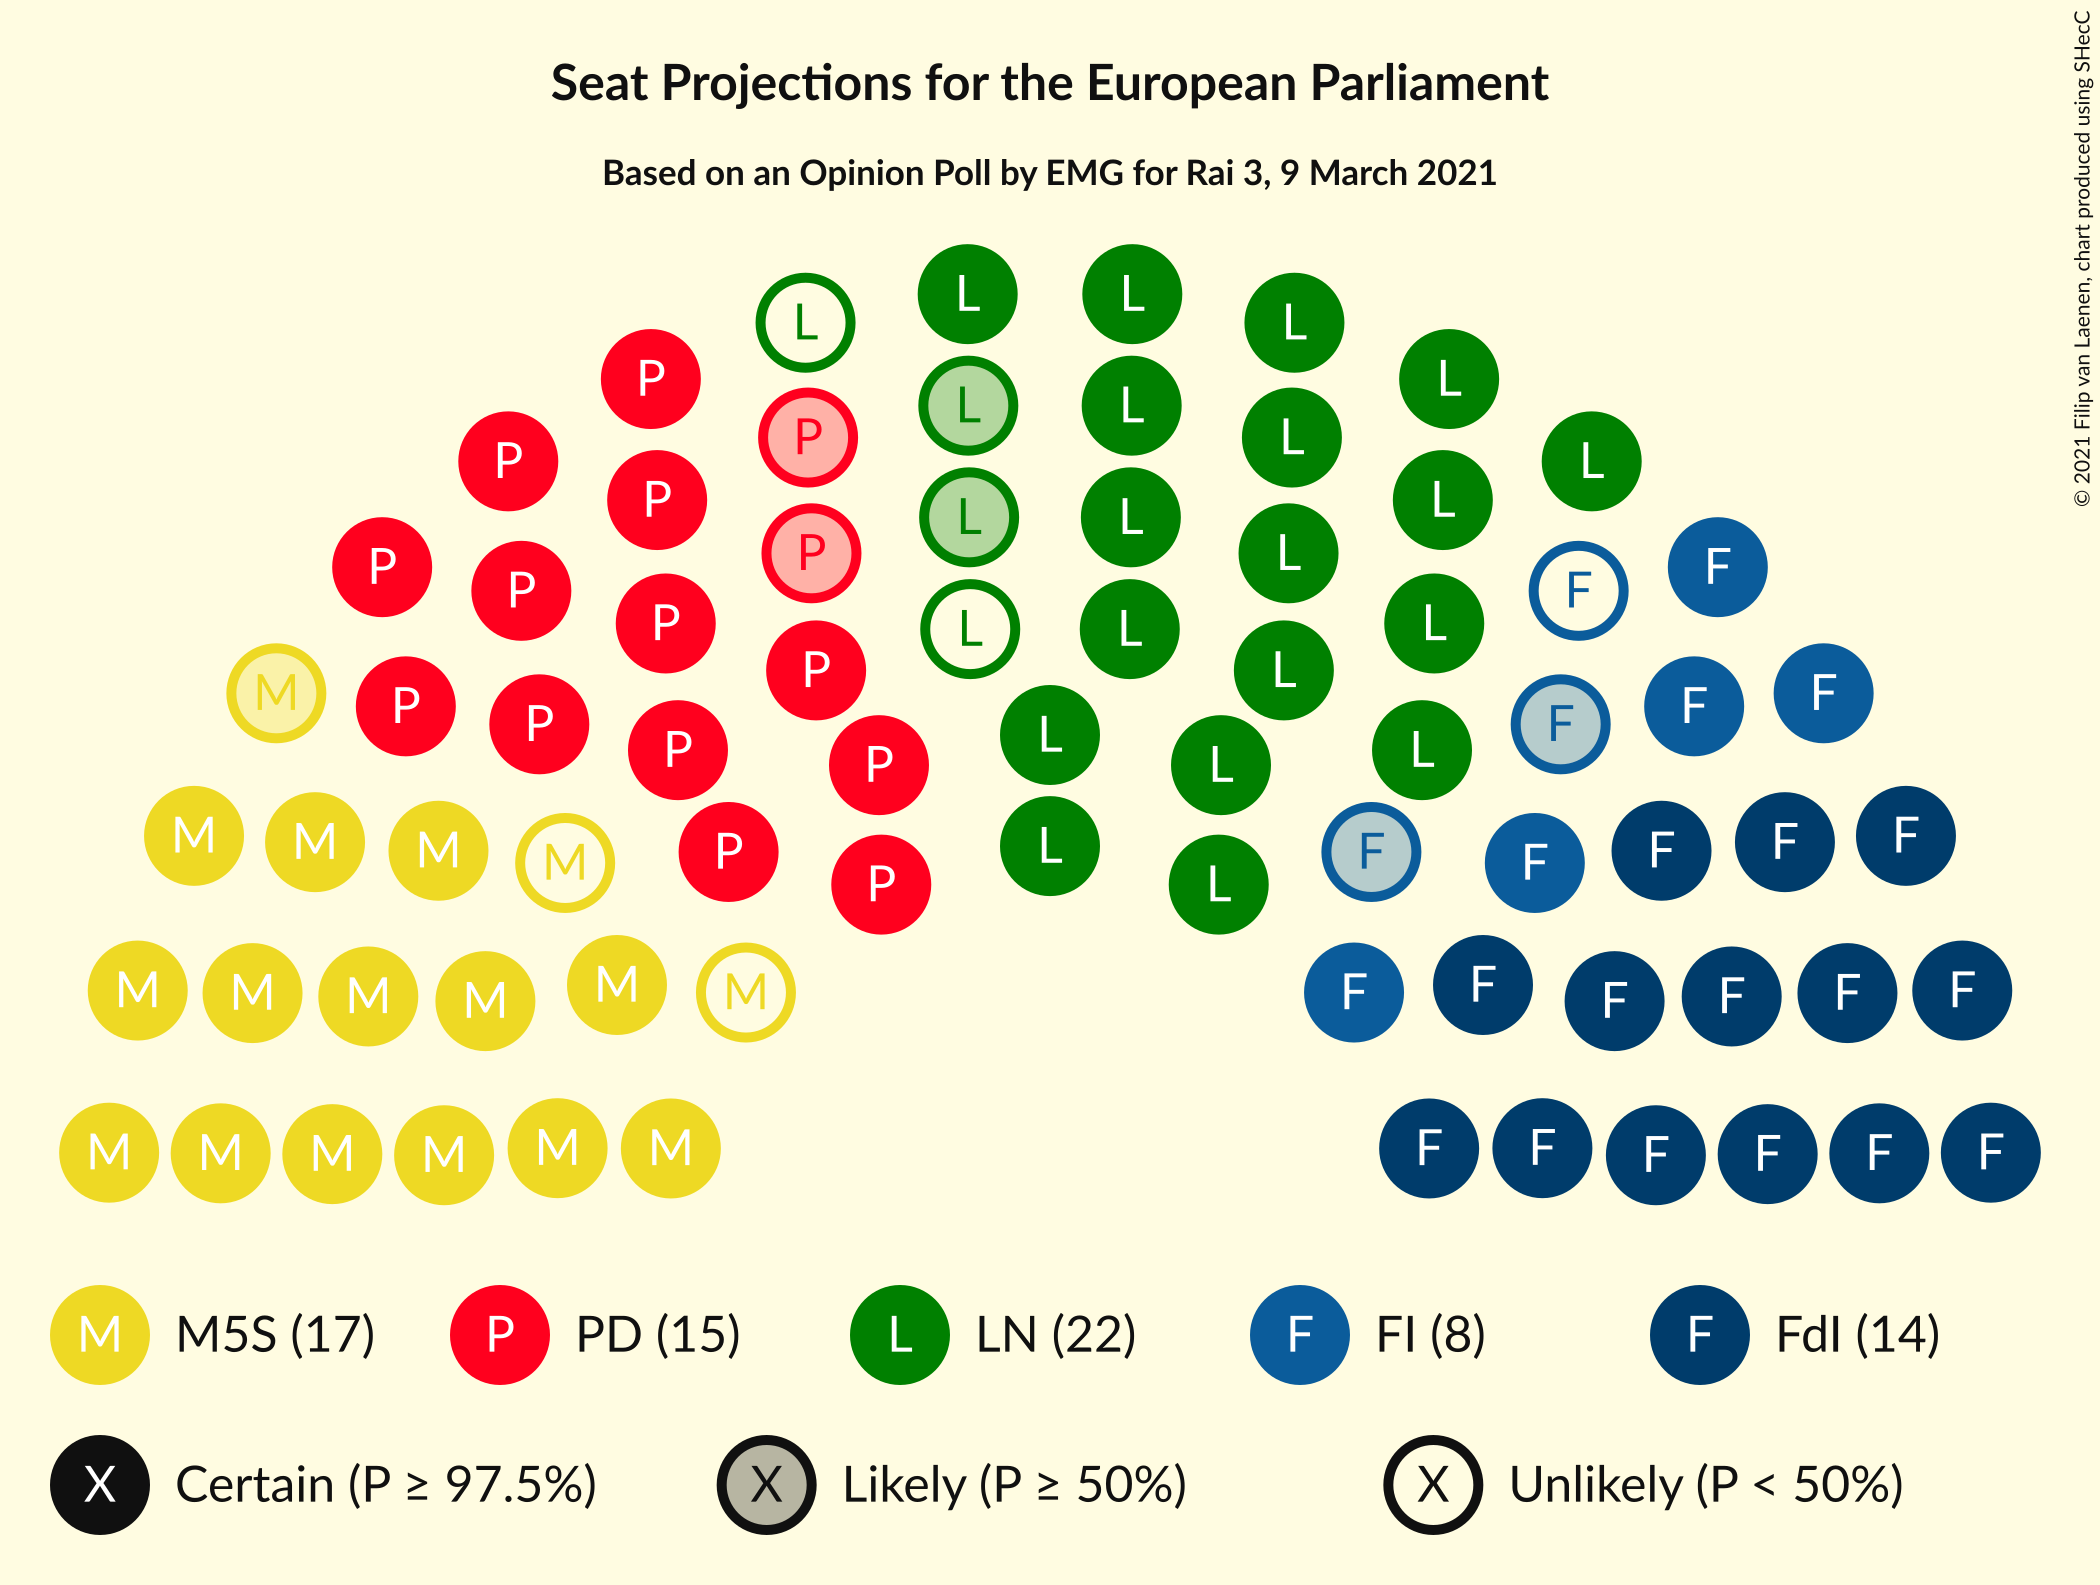 Seat Projections for the European Parliament
Based on an Opinion Poll by EMG for Rai 3, 9 March 2021
© 2021 Filip van Laenen, chart produced using SHecC
L L
L L
P L L L
P L L
P P L L
P L L L
P P P L L F F
P L L
P P L L
M P P P L F F F
P L L F
P L L
M M M M P L F F F F F
P L
M M M M M M F F F F F F
M M M M M M F F F F F F
M M5S (17) P PD (15) L LN (22) F FI (8) F FdI (14)
X Certain (P ≥ 97.5%) X Likely (P ≥ 50%) X Unlikely (P < 50%)